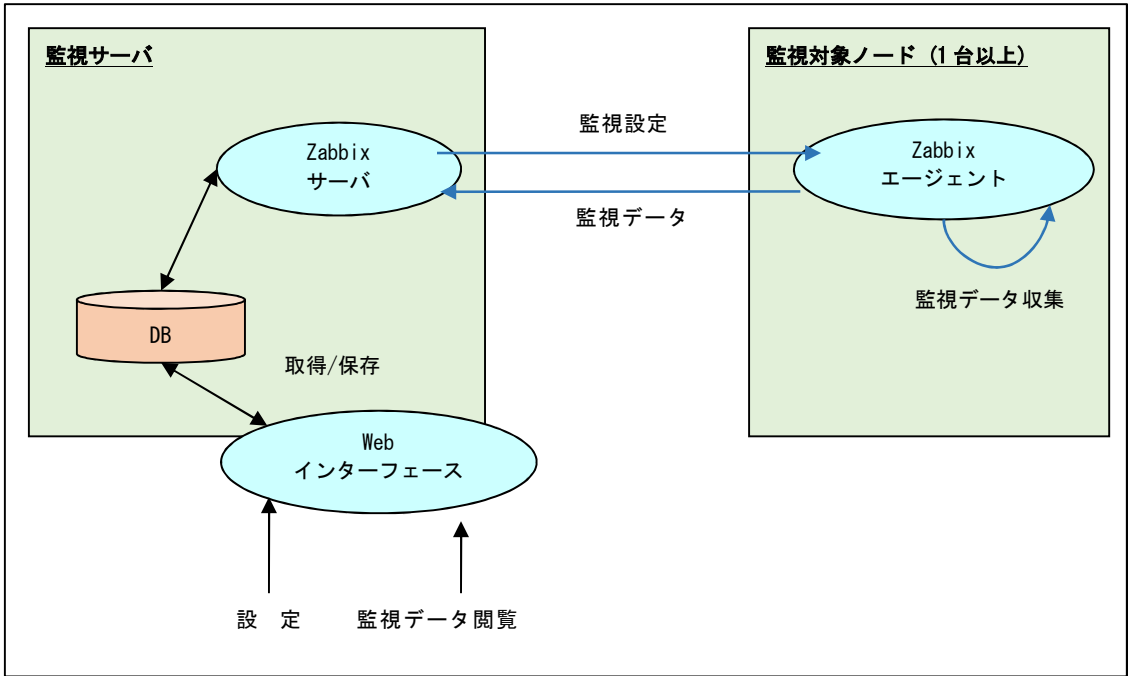 監視サーバ
監視対象ノード (1台以上)
Zabbix
サーバ
監視設定
監視データ
Zabbix
エージェント
監視データ収集
DB
取得/保存
Web
インターフェース
設　定
監視データ閲覧